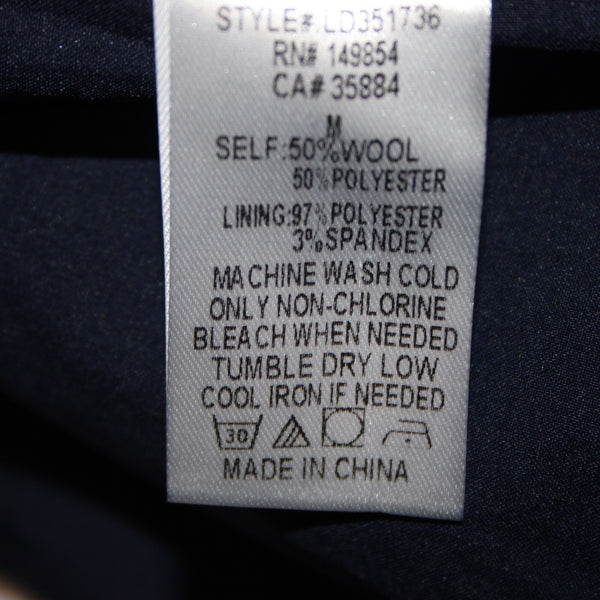 STYLE#:LD351736
RN# 149854
CA# 35884
M
SELF:50%WOOL
50%POLYESTER
LINING:97%POLYESTER
3%SPANDEX
MACHINE WASH COLD
ONLY NON-CHLORINE
BLEACH WHEN NEEDED
TUMBLE DRY LOW
COOL IRON IF NEEDED
30
MADE IN CHINA